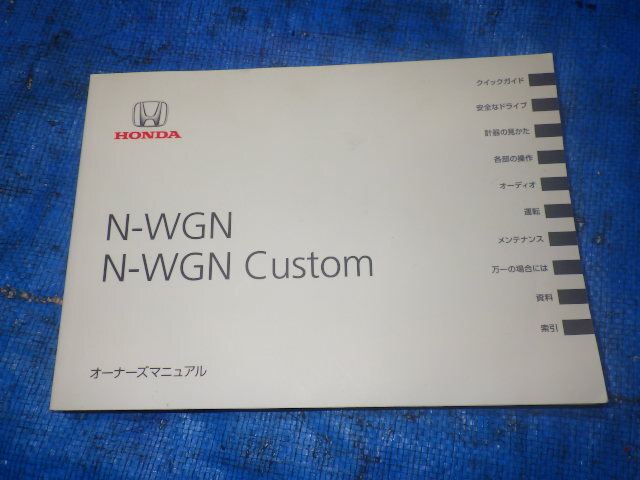 HONDA
N-WGN
N-WGN Custom
オーナーズマニュアル
クイックガイド
安全なドライブ
計器の見かた
各部の操作
オーディオ
運転
メンテナンス
万一の場合には
資料
索引